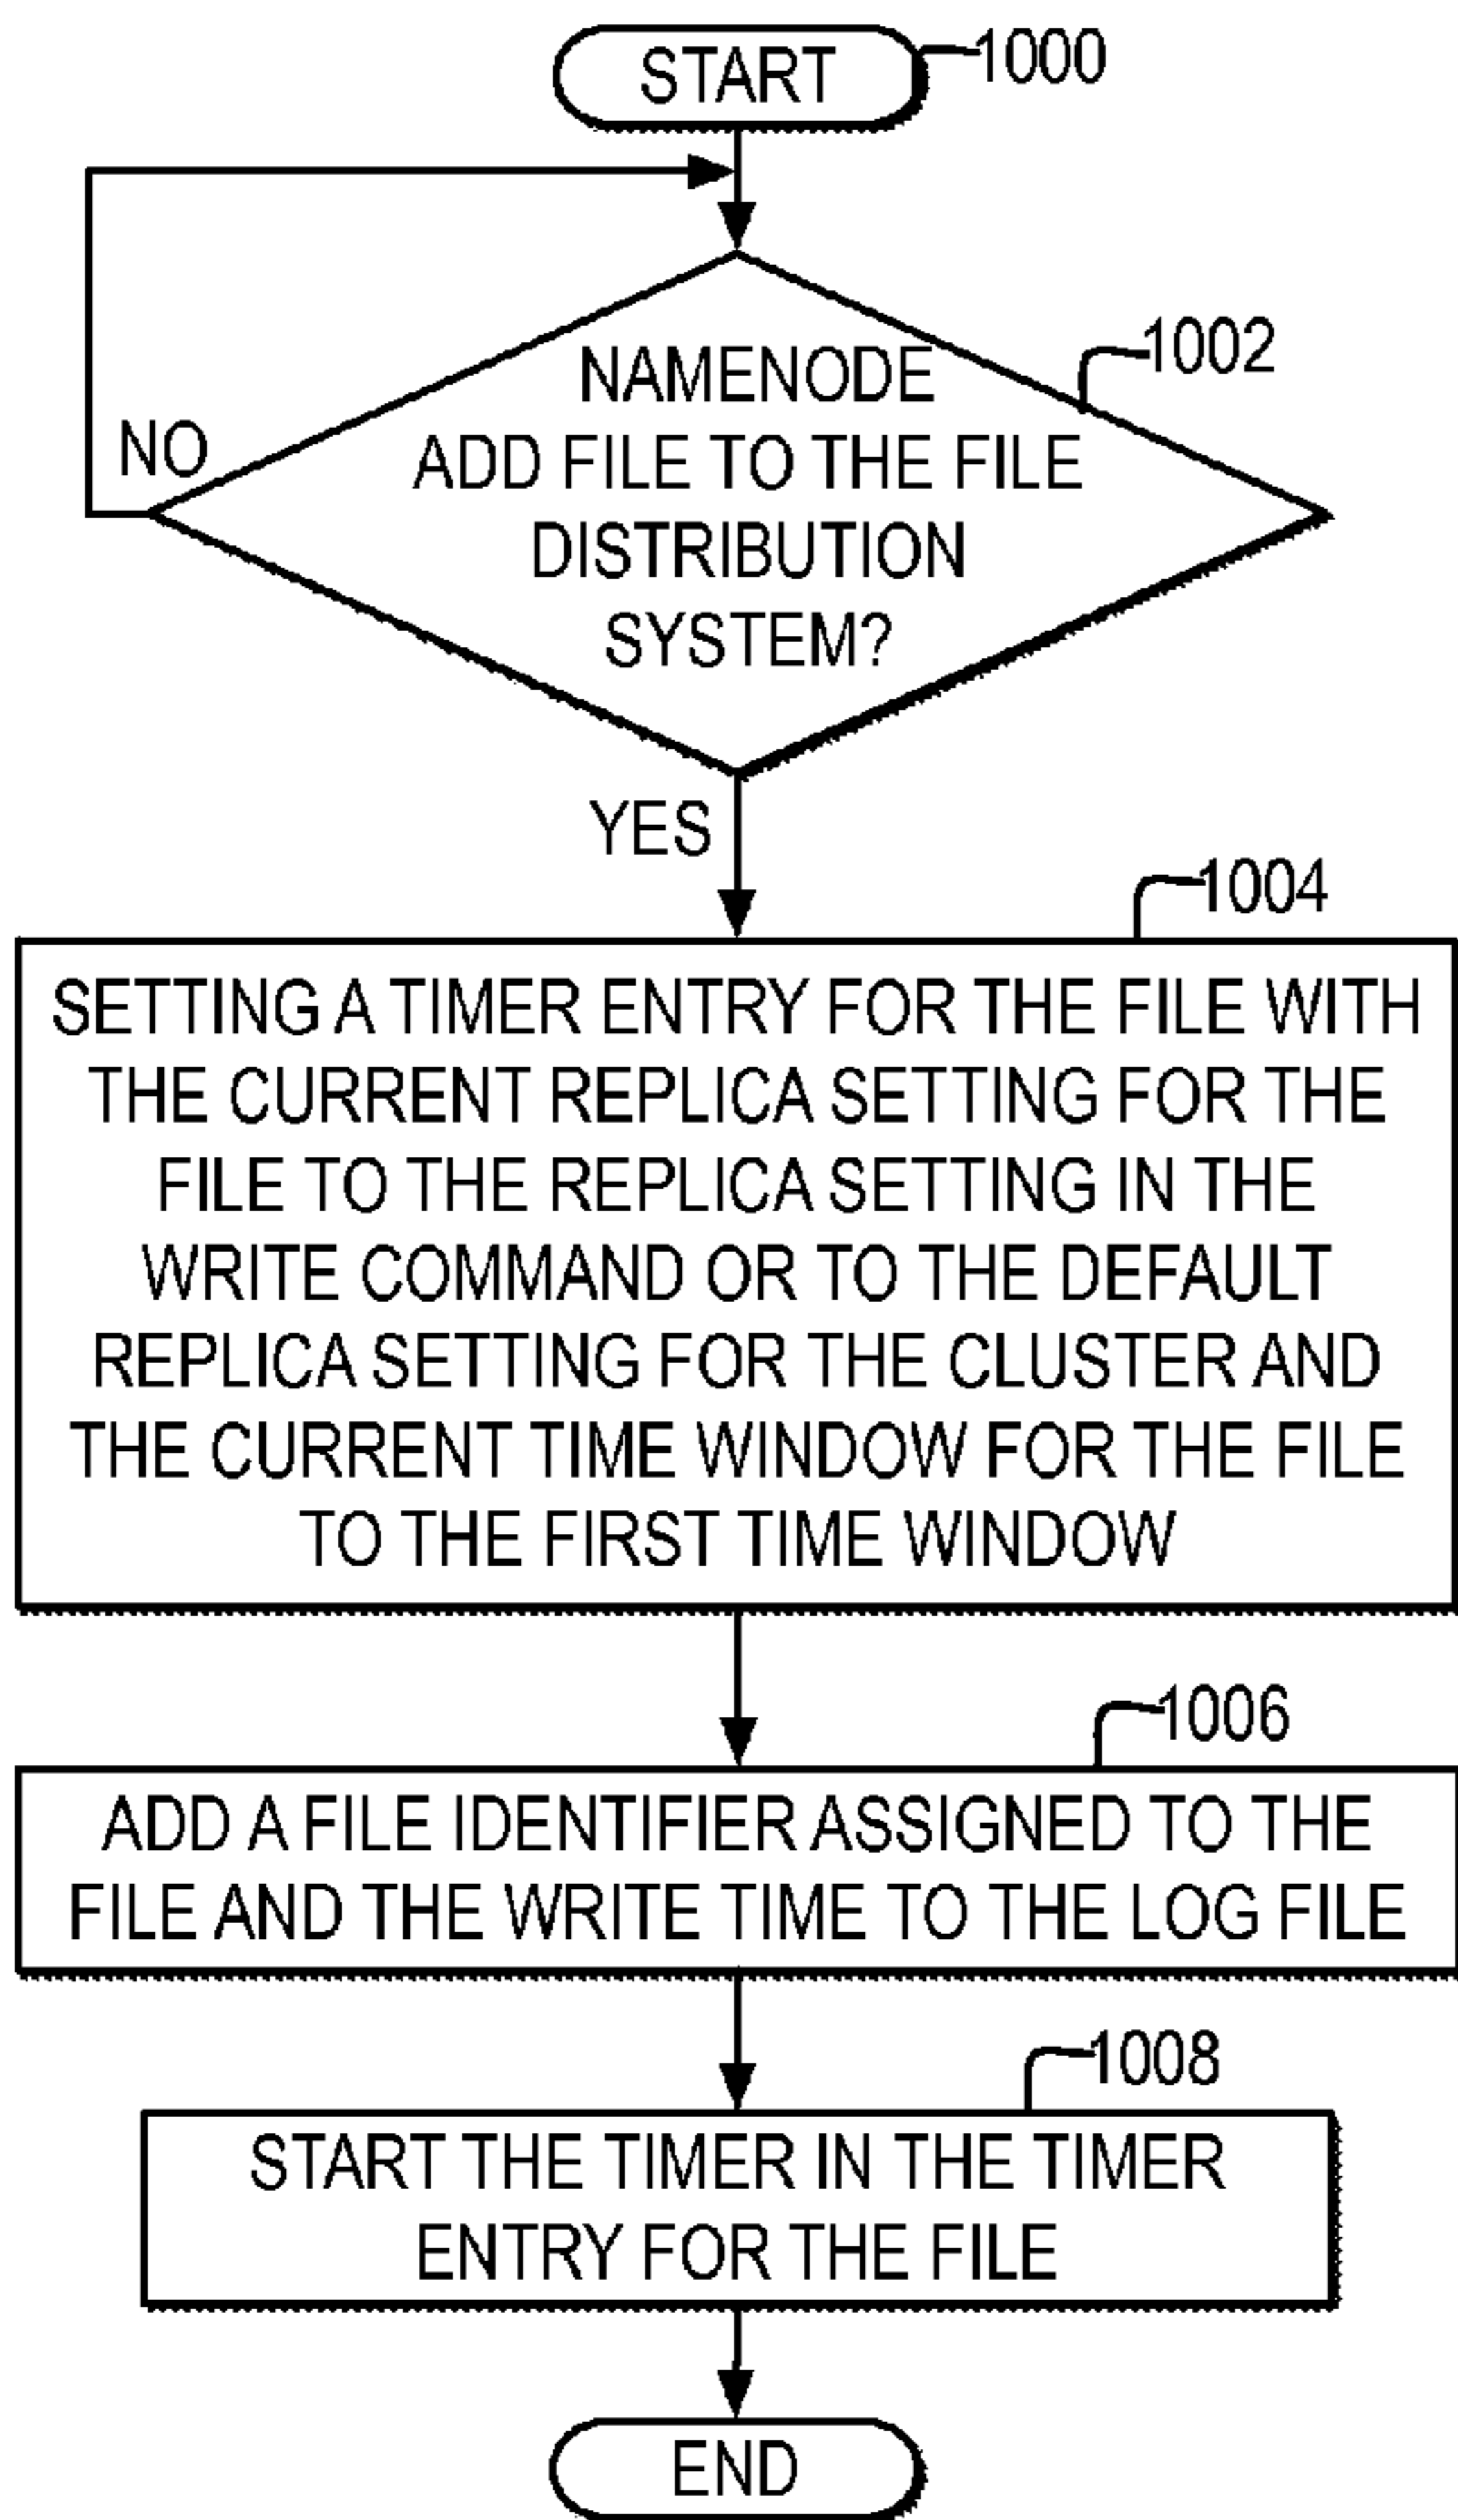 START
1000
NAMENODE
1002
ADD FILE TO THE FILE
DISTRIBUTION
SYSTEM?
NO
YES
1004
SETTING A TIMER ENTRY FOR THE FILE WITH
THE CURRENT REPLICA SETTING FOR THE
FILE TO THE REPLICA SETTING IN THE
WRITE COMMAND OR TO THE DEFAULT
REPLICA SETTING FOR THE CLUSTER AND
THE CURRENT TIME WINDOW FOR THE FILE
TO THE FIRST TIME WINDOW
1006
ADD A FILE IDENTIFIER ASSIGNED TO THE
FILE AND THE WRITE TIME TO THE LOG FILE
1008
START THE TIMER IN THE TIMER
ENTRY FOR THE FILE
END